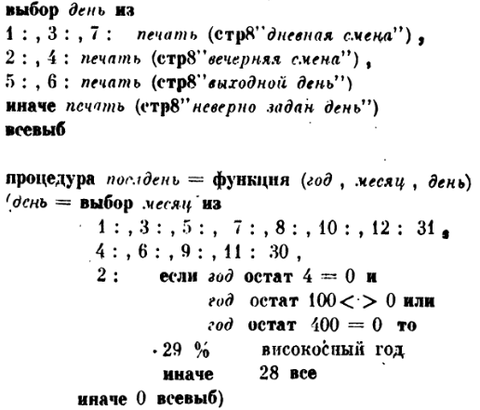 выбор день из
1 : , 3 : , 7 : печать (стр8"дневная смена") ,
2 : , 4 : печать (стр8"вечерняя смена") ,
5 : , 6 : печать (стр8"выходной день")
иначе печать (стр8"неверно задан день")
всевыб
процедура посдень = функция (год , месяц , день)
(день = выбор месяц из
1 : , 3 : , 5 : , 7 : , 8 : , 10 : , 12 : 31 ,
4 : , 6 : , 9 : , 11 : 30 ,
2 : если год остат 4 = 0 и
год остат 100 < > 0 или
год остат 400 = 0 то
29 % високосный год
иначе 28 все
иначе 0 всевыб)